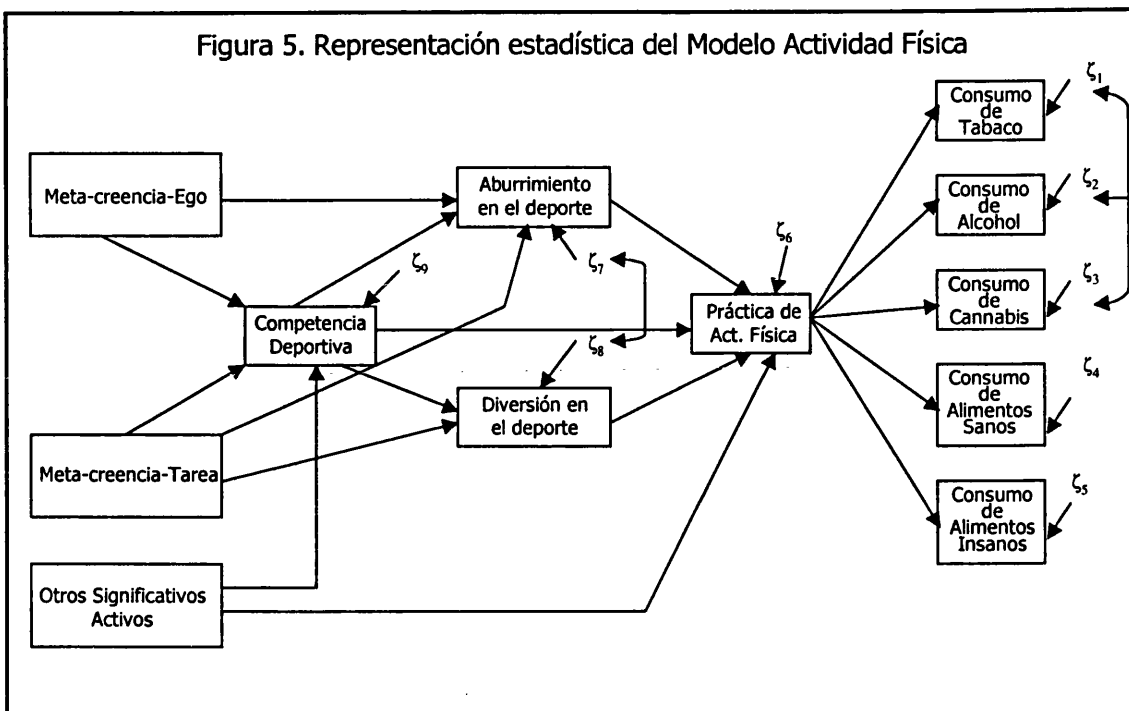 Figura 5. Representación estadística del Modelo Actividad Física
Meta-creencia-Ego
Aburrimiento
en el deporte
ζ7
ζ9
Competencia
Deportiva
ζ8
Diversión en
el deporte
Meta-creencia-Tarea
Otros Significativos
Activos
ζ6
Práctica de
Act. Física
Consumo
de
Tabaco
ζ1
Consumo
de
Alcohol
ζ2
Consumo
de
Cannabis
ζ3
Consumo
de
Alimentos
Sanos
ζ4
Consumo
de
Alimentos
Insanos
ζ5